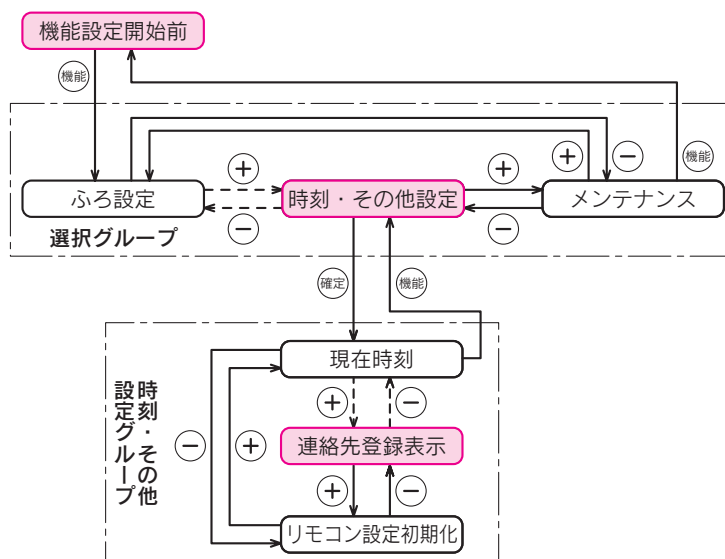 機能設定開始前
機能
＋
－
＋
＋
－
機能
ふろ設定
時刻・その他設定
メンテナンス
－
－
選択グループ
確定
機能
現在時刻
時刻・その他
設定グループ
＋
－
－
＋
連絡先登録表示
＋
－
リモコン設定初期化